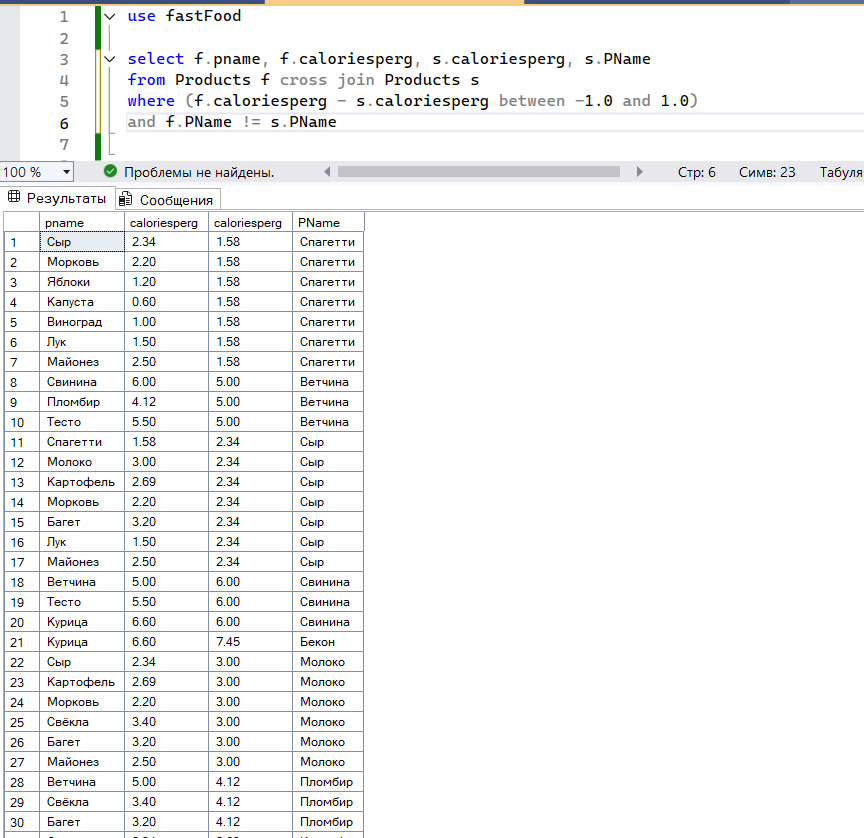 1 use fastFood
2
3 select f.pname, f.caloriesperg, s.caloriesperg, s.PName
4 from Products f cross join Products s
5 where (f.caloriesperg - s.caloriesperg between -1.0 and 1.0)
6 and f.PName != s.PName
7
100 % Проблемы не найдены. Стр: 6 Симв: 23 Табуля
Результаты Сообщения
pname caloriesperg caloriesperg PName
1 Сыр 2.34 1.58 Спагетти
2 Морковь 2.20 1.58 Спагетти
3 Яблоки 1.20 1.58 Спагетти
4 Капуста 0.60 1.58 Спагетти
5 Виноград 1.00 1.58 Спагетти
6 Лук 1.50 1.58 Спагетти
7 Майонез 2.50 1.58 Спагетти
8 Свинина 6.00 5.00 Ветчина
9 Пломбир 4.12 5.00 Ветчина
10 Тесто 5.50 5.00 Ветчина
11 Спагетти 1.58 2.34 Сыр
12 Молоко 3.00 2.34 Сыр
13 Картофель 2.69 2.34 Сыр
14 Морковь 2.20 2.34 Сыр
15 Багет 3.20 2.34 Сыр
16 Лук 1.50 2.34 Сыр
17 Майонез 2.50 2.34 Сыр
18 Ветчина 5.00 6.00 Свинина
19 Тесто 5.50 6.00 Свинина
20 Курица 6.60 6.00 Свинина
21 Курица 6.60 7.45 Бекон
22 Сыр 2.34 3.00 Молоко
23 Картофель 2.69 3.00 Молоко
24 Морковь 2.20 3.00 Молоко
25 Свёкла 3.40 3.00 Молоко
26 Багет 3.20 3.00 Молоко
27 Майонез 2.50 3.00 Молоко
28 Ветчина 5.00 4.12 Пломбир
29 Свёкла 3.40 4.12 Пломбир
30 Багет 3.20 4.12 Пломбир